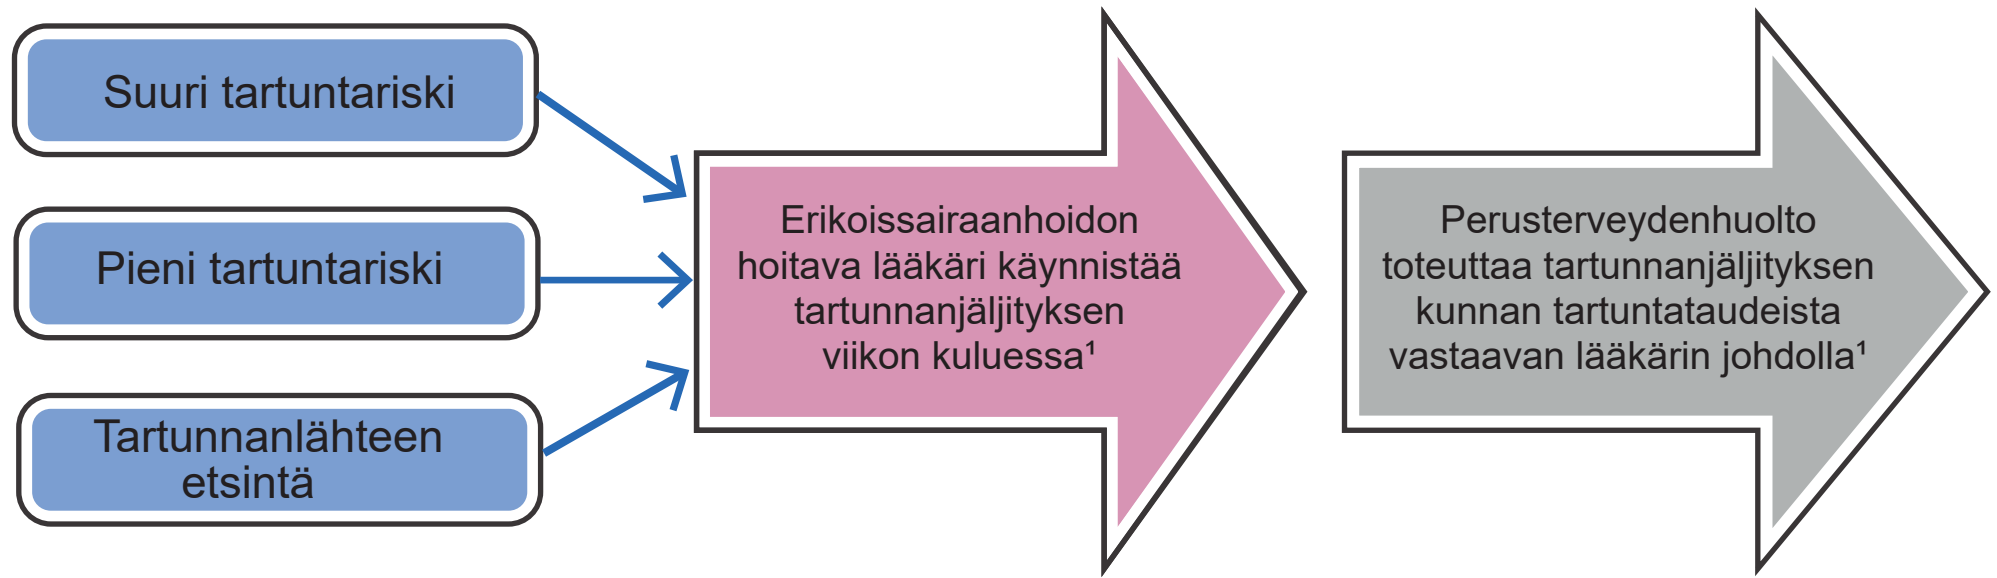 Suuri tartuntariski
Pieni tartuntariski
Tartunnanlähteen
etsintä
Erikoissairaanhoidon
hoitava lääkäri käynnistää
tartunnanjäljityksen
viikon kuluessa¹
Perusterveydenhuolto
toteuttaa tartunnanjäljityksen
kunnan tartuntataudeista
vastaavan lääkärin johdolla¹